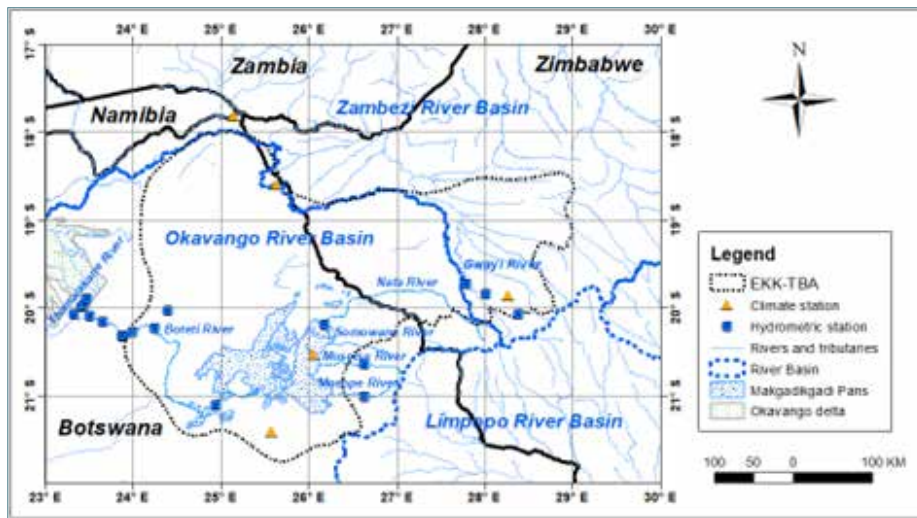 24° E 25° E 26° E 27° E 28° E 29° E 30° E
17° S
Zambia
Zimbabwe
N
Namibia
Zambezi River Basin
18° S 18° S
19° S 19° S
Okavango River Basin
Gwayi River
Nata River
20° S 20° S
Boteti River
Semowane River
Mosope River
21° S 21° S
Botswana
Limpopo River Basin
23° E 24° E 25° E 26° E 27° E 28° E 29° E 30° E
Legend
EKK-TBA
Climate station
Hydrometric station
Rivers and tributaries
River Basin
Makgadikgadi Pans
Okavango delta
100 50 0 100 KM